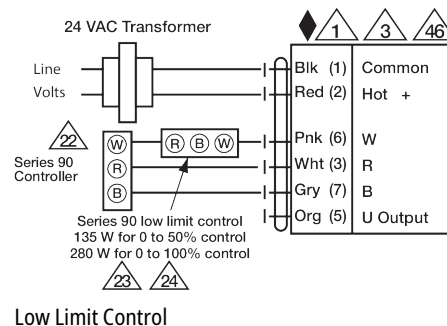 24 VAC Transformer
1 3 46
Line
Volts
Blk (1) Common
Red (2) Hot +
22
Series 90
Controller
W R B W Pnk (6) W
R Wht (3) R
B Gry (7) B
Org (5) U Output
Series 90 low limit control
135 W for 0 to 50% control
280 W for 0 to 100% control
23 24
Low Limit Control